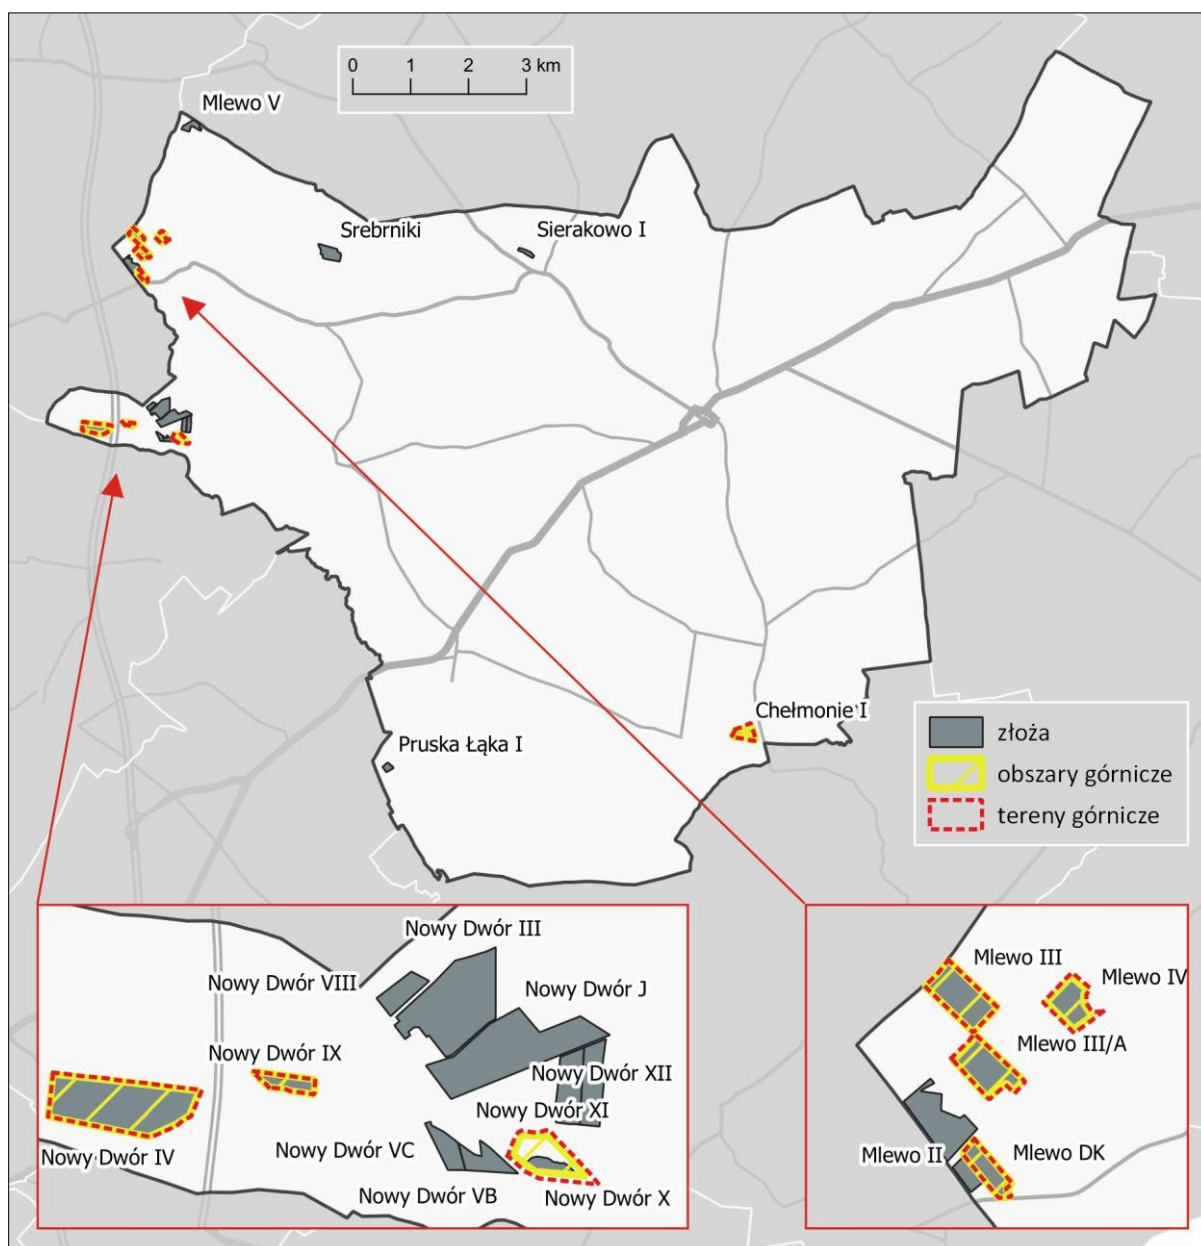 0 1 2 3 km
Mlewo V
Srebrniki
Sierakowo I
Chełmonie I
Pruska Łąka I
złoża
obszary górnicze
tereny górnicze
Nowy Dwór III
Nowy Dwór VIII
Nowy Dwór J
Nowy Dwór IX
Nowy Dwór XII
Nowy Dwór XI
Nowy Dwór VC
Nowy Dwór IV
Nowy Dwór VB
Nowy Dwór X
Mlewo III
Mlewo IV
Mlewo III/A
Mlewo II
Mlewo DK